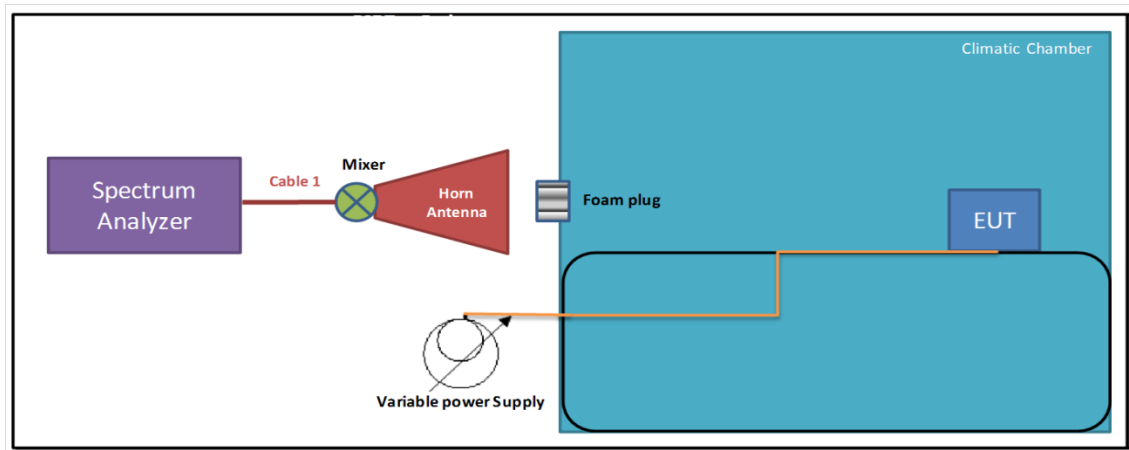 Climatic Chamber
Mixer
Spectrum
Analyzer
Cable 1
Horn
Antenna
Foam plug
EUT
Variable power Supply